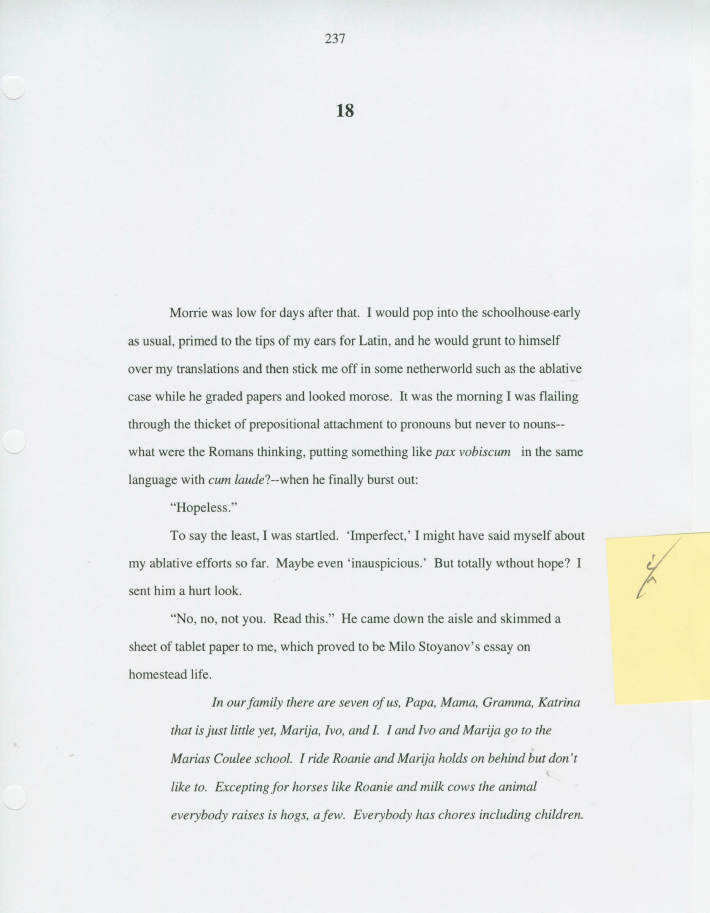 237
18
Morrie was low for days after that. I would pop into the schoolhouse early
as usual, primed to the tips of my ears for Latin, and he would grunt to himself
over my translations and then stick me off in some netherworld such as the ablative
case while he graded papers and looked morose. It was the morning I was flailing
through the thicket of prepositional attachment to pronouns but never to nouns--
what were the Romans thinking, putting something like pax vobiscum in the same
language with cum laude?--when he finally burst out:
“Hopeless.”
To say the least, I was startled. ‘Imperfect,’ I might have said myself about
my ablative efforts so far. Maybe even ‘inauspicious.’ But totally wthout hope? I
sent him a hurt look.
“No, no, not you. Read this.” He came down the aisle and skimmed a
sheet of tablet paper to me, which proved to be Milo Stoyanov’s essay on
homestead life.
In our family there are seven of us, Papa, Mama, Gramma, Katrina
that is just little yet, Marija, Ivo, and I. I and Ivo and Marija go to the
Marias Coulee school. I ride Roanie and Marija holds on behind but don’t
like to. Excepting for horses like Roanie and milk cows the animal
everybody raises is hogs, a few. Everybody has chores including children.